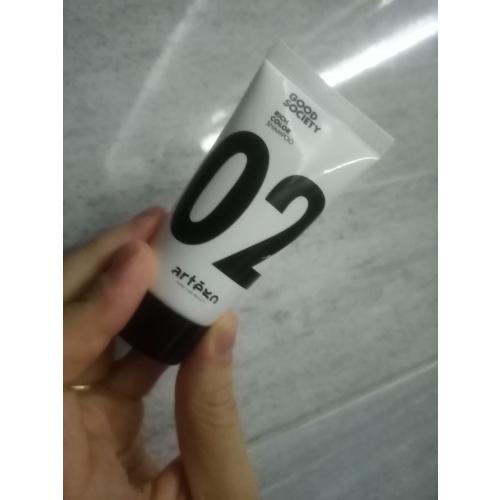 GOOD
SOCIETY
RICH
COLOR
SHAMPOO
02
artègo